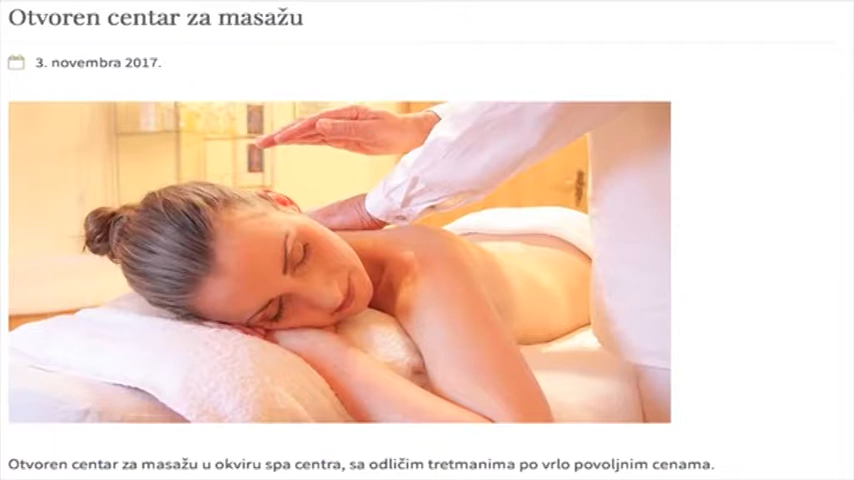 Otvoren centar za masažu
3. novembra 2017.
Otvoren centar za masažu u okviru spa centra, sa odličim tretmanima po vrlo povoljnim cenama.